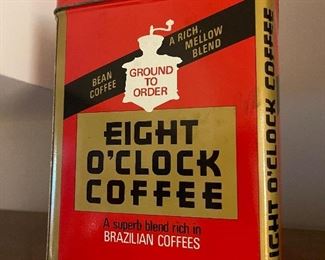 BEAN COFFEE
A RICH, MELLOW BLEND
GROUND
TO
ORDER
EIGHT
O'CLOCK
COFFEE
A superb blend rich in
BRAZILIAN COFFEES
EIGHT O'CLOCK COFFEE